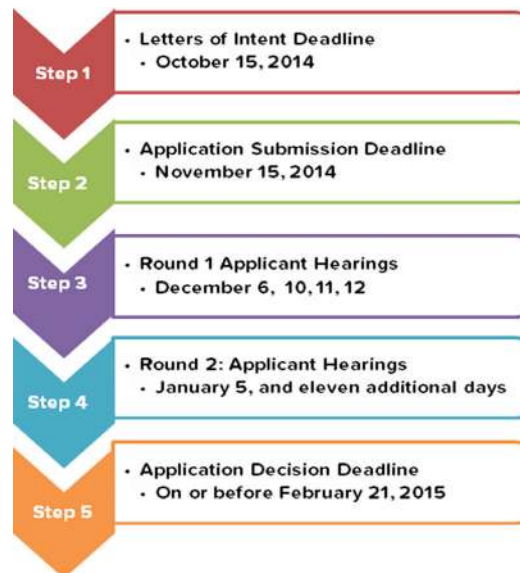 Step 1
• Letters of Intent Deadline
• October 15, 2014
Step 2
• Application Submission Deadline
• November 15, 2014
Step 3
• Round 1 Applicant Hearings
• December 6, 10, 11, 12
Step 4
• Round 2: Applicant Hearings
• January 5, and eleven additional days
Step 5
• Application Decision Deadline
• On or before February 21, 2015